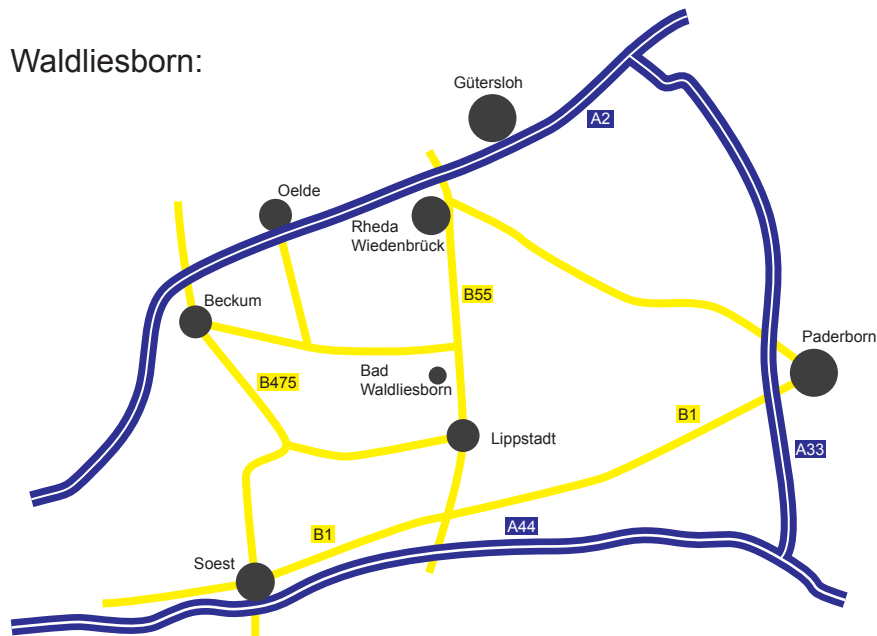 Waldliesborn:
Gütersloh
A2
Oelde
Rheda
Wiedenbrück
B55
Beckum
Paderborn
Bad
Waldliesborn
B475
B1
Lippstadt
A33
B1
A44
Soest